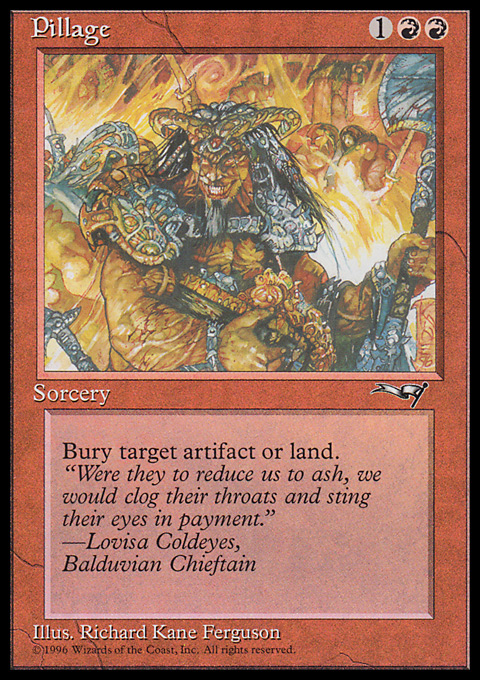 Pillage
1
Sorcery
Bury target artifact or land.
“Were they to reduce us to ash, we
would clog their throats and sting
their eyes in payment.”
—Lovisa Coldeyes,
Balduvian Chieftain
Illus. Richard Kane Ferguson
©1996 Wizards of the Coast, Inc. All rights reserved.